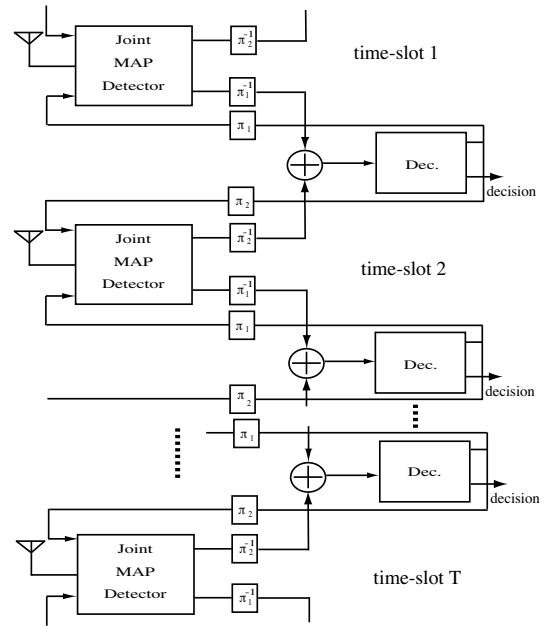 π₂⁻¹
Joint
MAP
Detector
time-slot 1
π₁⁻¹
π₁
Dec.
decision
π₂
Joint
MAP
Detector
π₂⁻¹
time-slot 2
π₁⁻¹
π₁
Dec.
decision
π₂
π₁
Dec.
decision
π₂
Joint
MAP
Detector
π₂⁻¹
time-slot T
π₁⁻¹